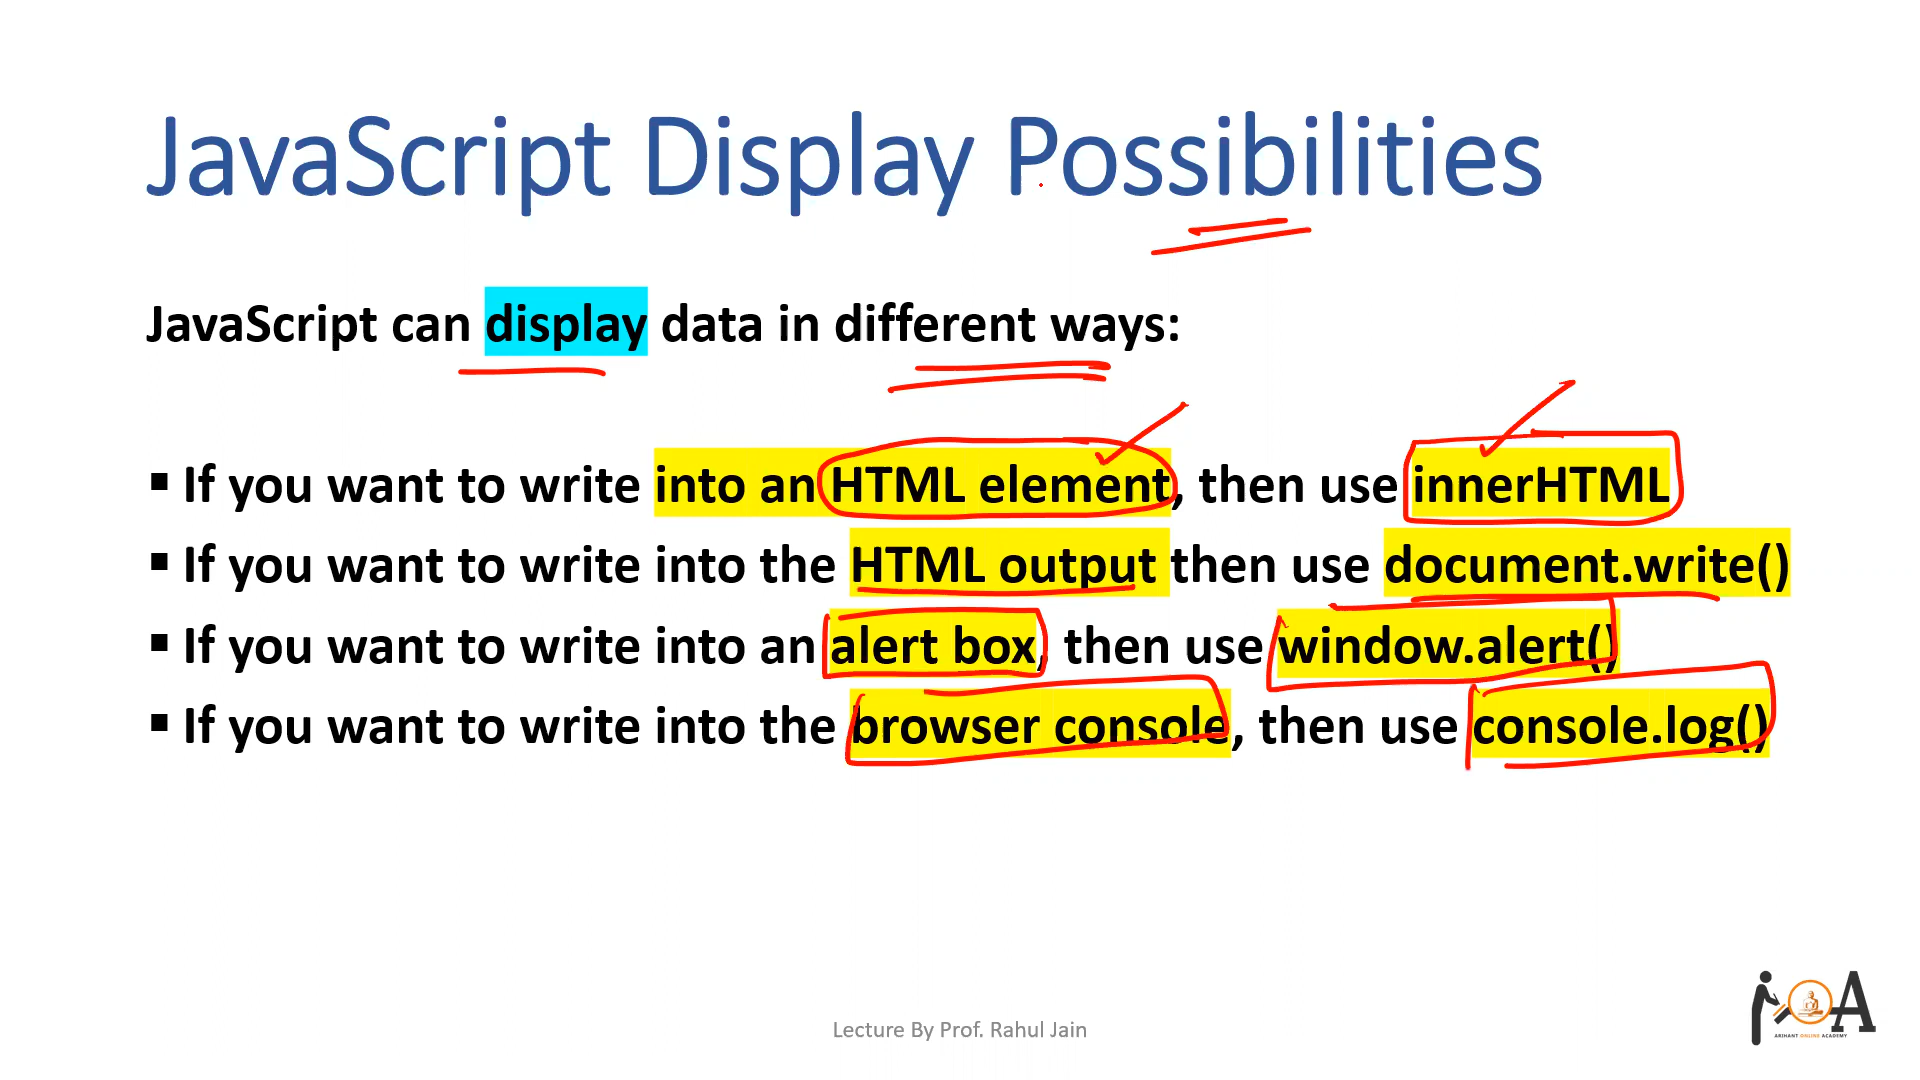 JavaScript Display Possibilities
JavaScript can display data in different ways:
▪ If you want to write into an HTML element, then use innerHTML
▪ If you want to write into the HTML output then use document.write()
▪ If you want to write into an alert box, then use window.alert()
▪ If you want to write into the browser console, then use console.log()
Lecture By Prof. Rahul Jain
A
ARIHANT ONLINE ACADEMY